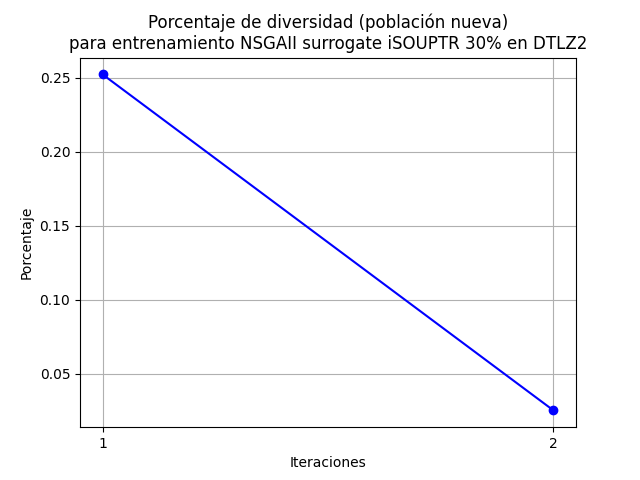 Porcentaje de diversidad (población nueva)
para entrenamiento NSGAII surrogate iSOUPTR 30% en DTLZ2
0.25
0.20
0.15
0.10
0.05
Porcentaje
1
2
Iteraciones